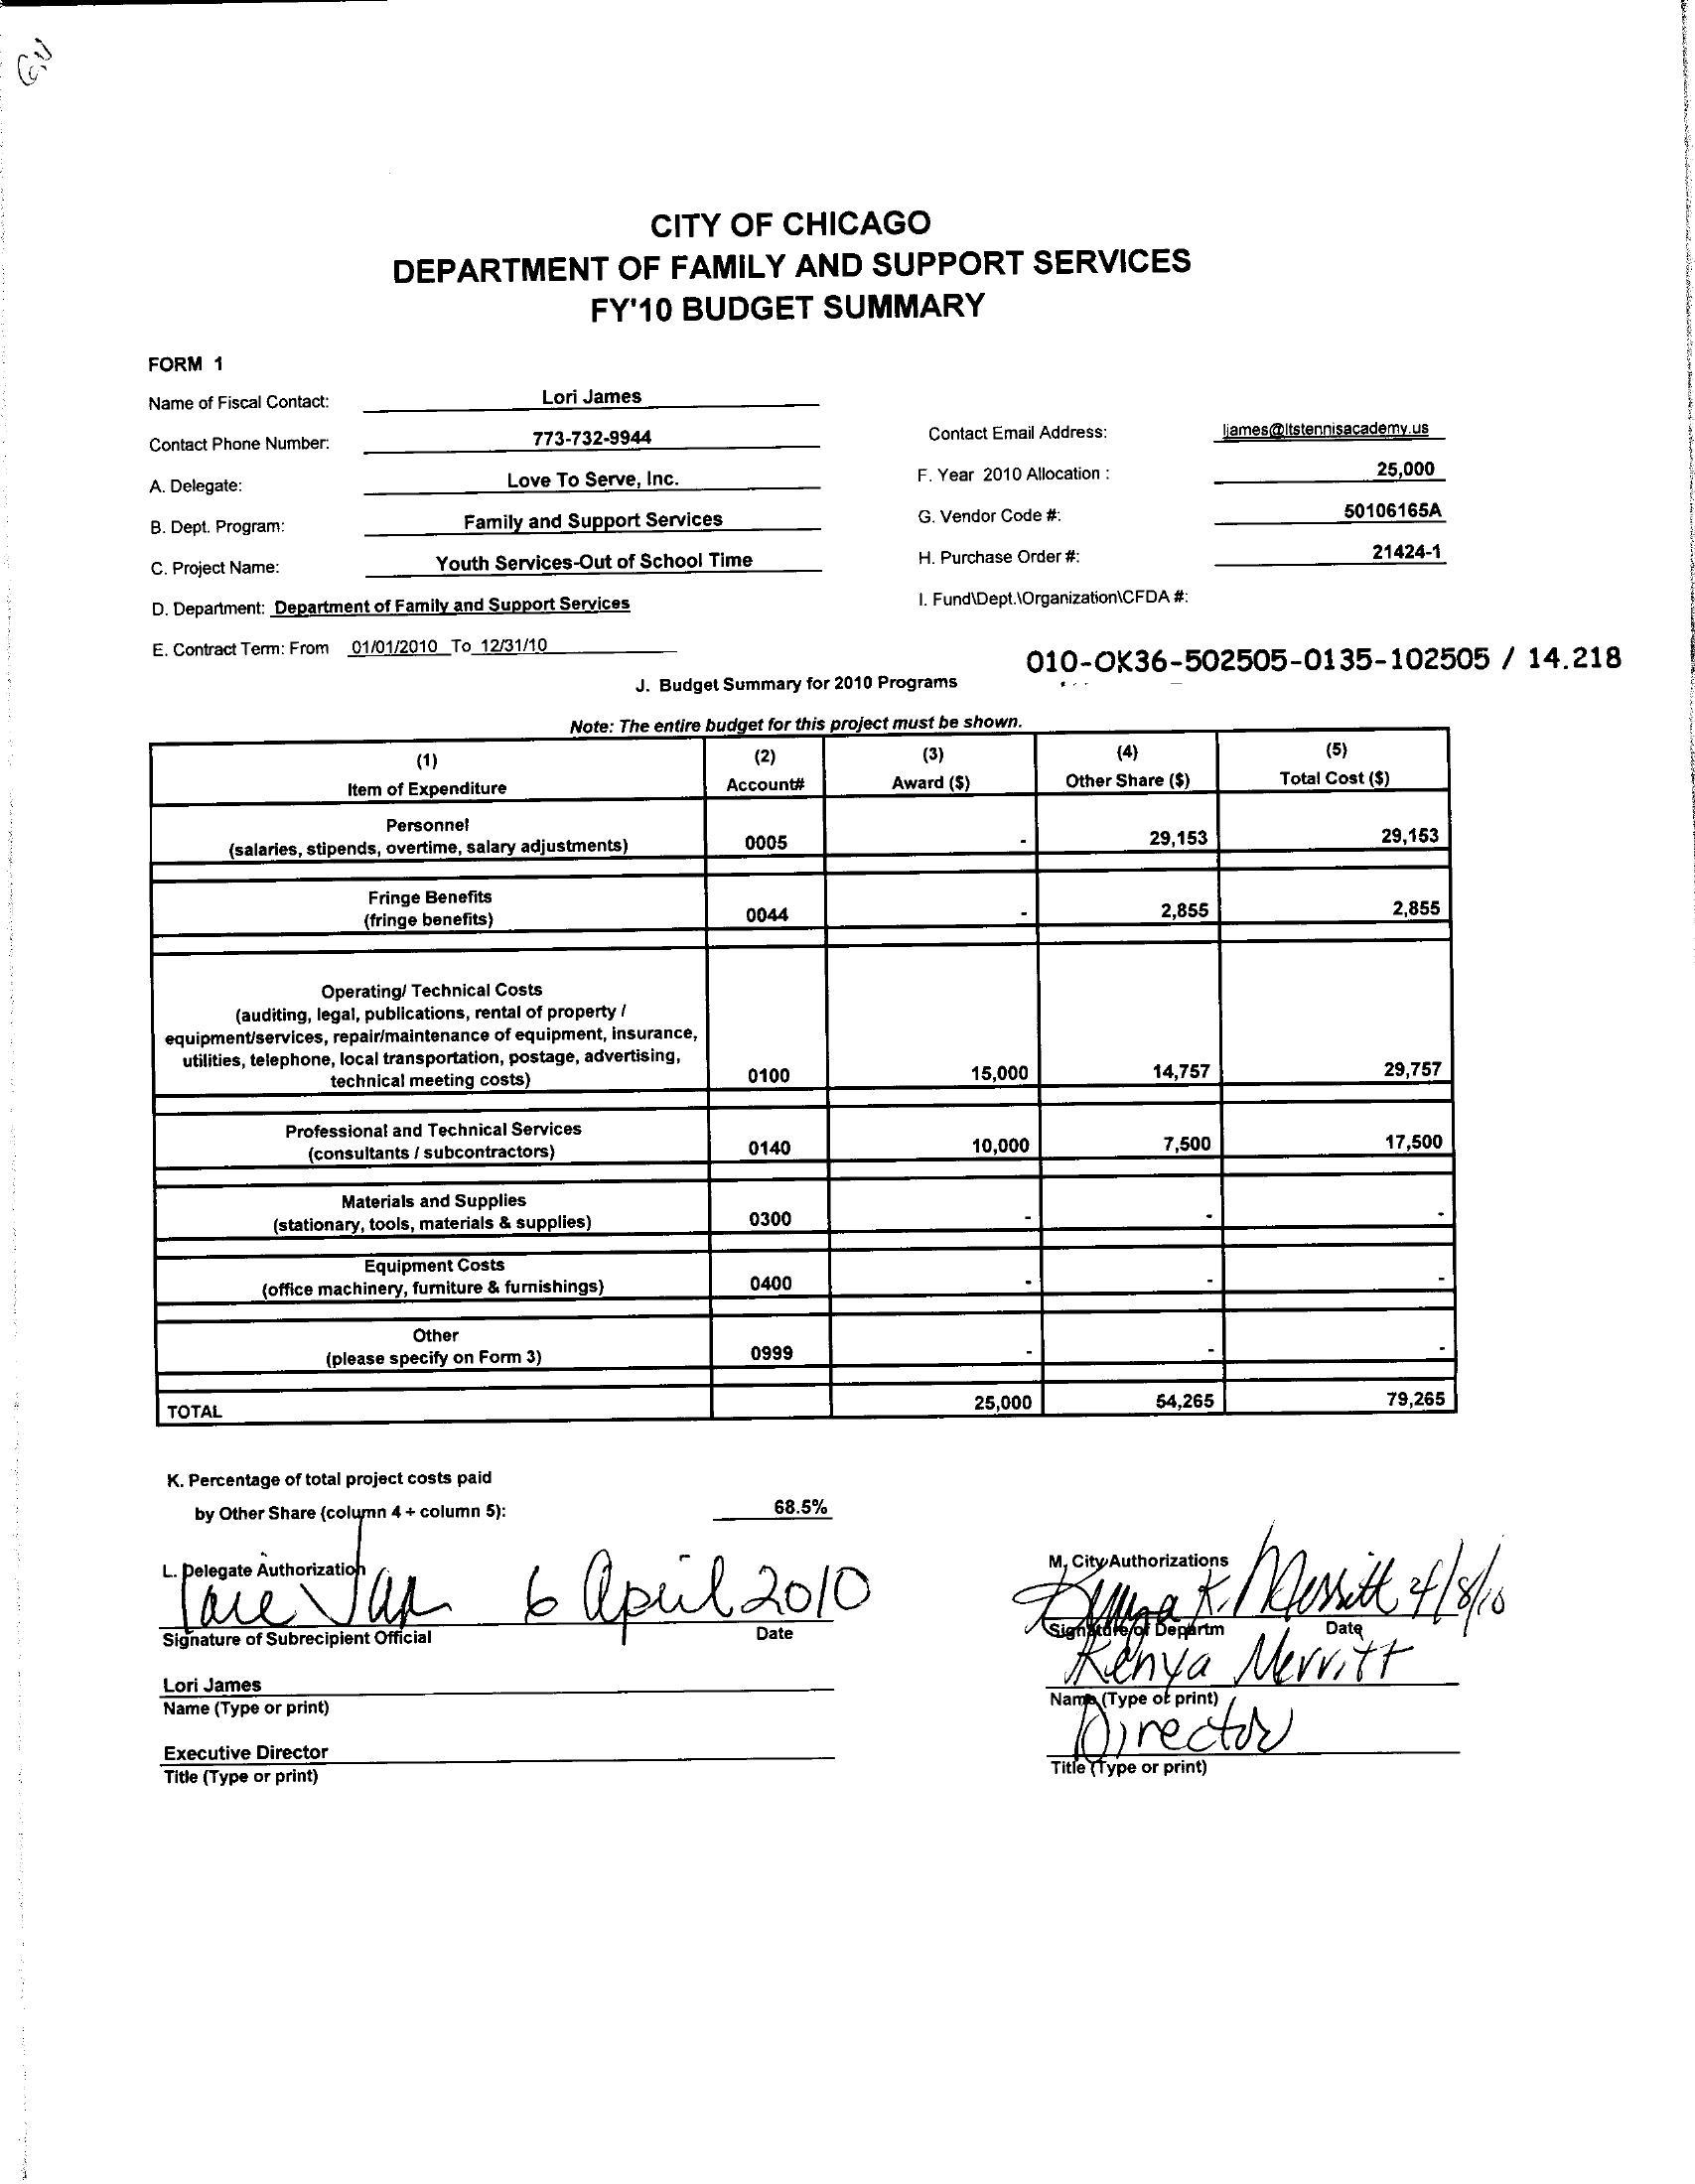 CITY OF CHICAGO
DEPARTMENT OF FAMILY AND SUPPORT SERVICES
FY'10 BUDGET SUMMARY
FORM 1
Name of Fiscal Contact: Lori James
Contact Phone Number: 773-732-9944 Contact Email Address: ljames@ltstennisacademy.us
A. Delegate: Love To Serve, Inc. F. Year 2010 Allocation : 25,000
B. Dept. Program: Family and Support Services G. Vendor Code #: 50106165A
C. Project Name: Youth Services-Out of School Time H. Purchase Order #: 21424-1
D. Department: Department of Family and Support Services I. Fund\Dept.\Organization\CFDA #:
E. Contract Term: From 01/01/2010 To 12/31/10 010-OK36-502505-0135-102505 / 14.218
J. Budget Summary for 2010 Programs
Note: The entire budget for this project must be shown.
(1) (2) (3) (4) (5)
Item of Expenditure Account# Award ($) Other Share ($) Total Cost ($)
Personnel
(salaries, stipends, overtime, salary adjustments) 0005 - 29,153 29,153
Fringe Benefits
(fringe benefits) 0044 - 2,855 2,855
Operating/ Technical Costs
(auditing, legal, publications, rental of property /
equipment/services, repair/maintenance of equipment, insurance,
utilities, telephone, local transportation, postage, advertising,
technical meeting costs) 0100 15,000 14,757 29,757
Professional and Technical Services
(consultants / subcontractors) 0140 10,000 7,500 17,500
Materials and Supplies
(stationary, tools, materials & supplies) 0300 - - -
Equipment Costs
(office machinery, furniture & furnishings) 0400 - - -
Other
(please specify on Form 3) 0999 - - -
TOTAL 25,000 54,265 79,265
K. Percentage of total project costs paid
by Other Share (column 4 + column 5): 68.5%
L. Delegate Authorization M. City Authorizations
6 April 2010 Kenya K. Merritt 4/8/10
Signature of Subrecipient Official Date Signature of Departm Date
Kenya Merritt
Lori James
Name (Type or print) Name (Type or print)
Director
Executive Director
Title (Type or print) Title (Type or print)